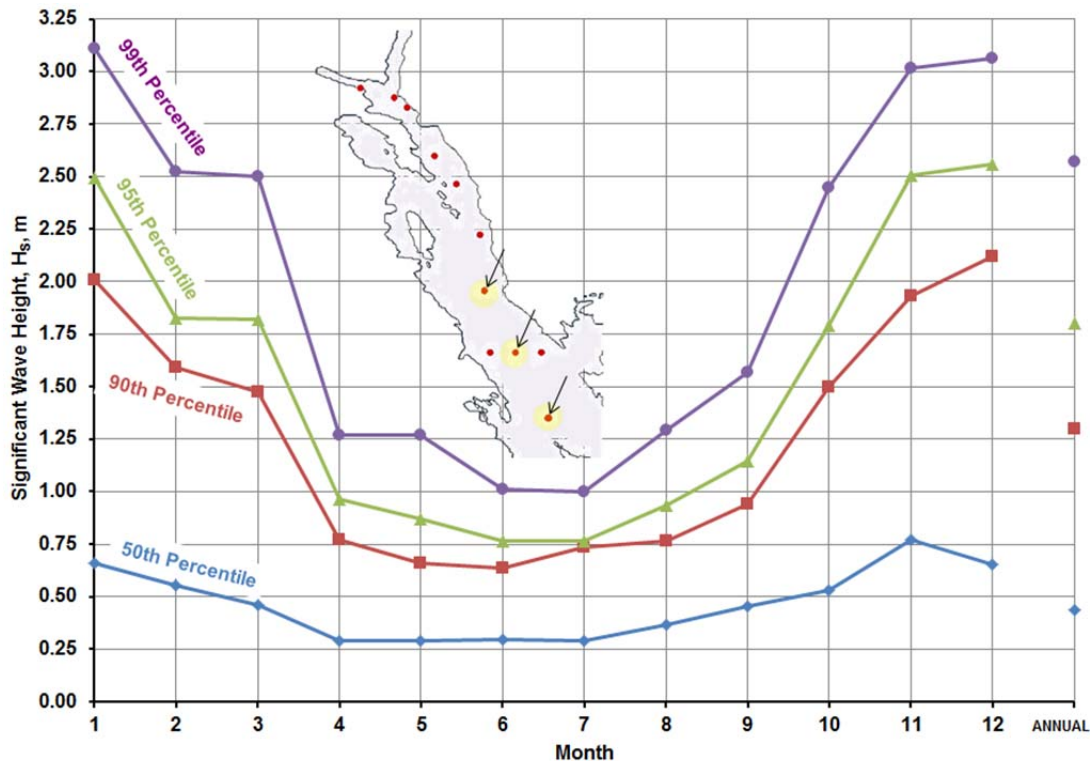 3.25
3.00
2.75
2.50
2.25
2.00
1.75
1.50
1.25
1.00
0.75
0.50
0.25
0.00
Significant Wave Height, Hs, m
99th Percentile
95th Percentile
90th Percentile
50th Percentile
1 2 3 4 5 6 7 8 9 10 11 12 ANNUAL
Month